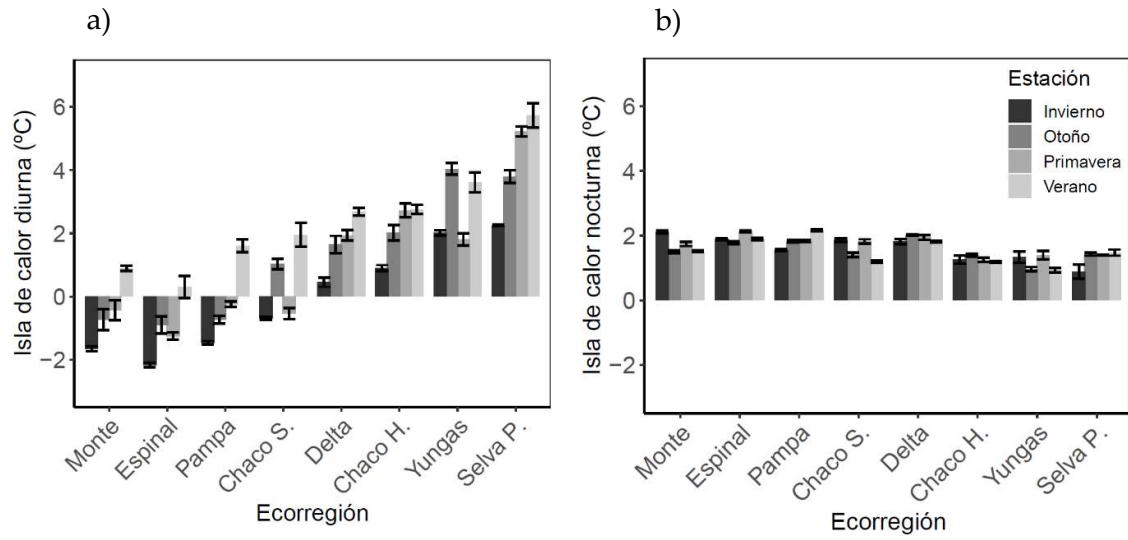 a)
Isla de calor diurna (ºC)
6
4
2
0
−2
Monte
Espinal
Pampa
Chaco S.
Delta
Chaco H.
Yungas
Selva P.
Ecorregión
b)
Isla de calor nocturna (ºC)
6
4
2
0
−2
Estación
Invierno
Otoño
Primavera
Verano
Monte
Espinal
Pampa
Chaco S.
Delta
Chaco H.
Yungas
Selva P.
Ecorregión